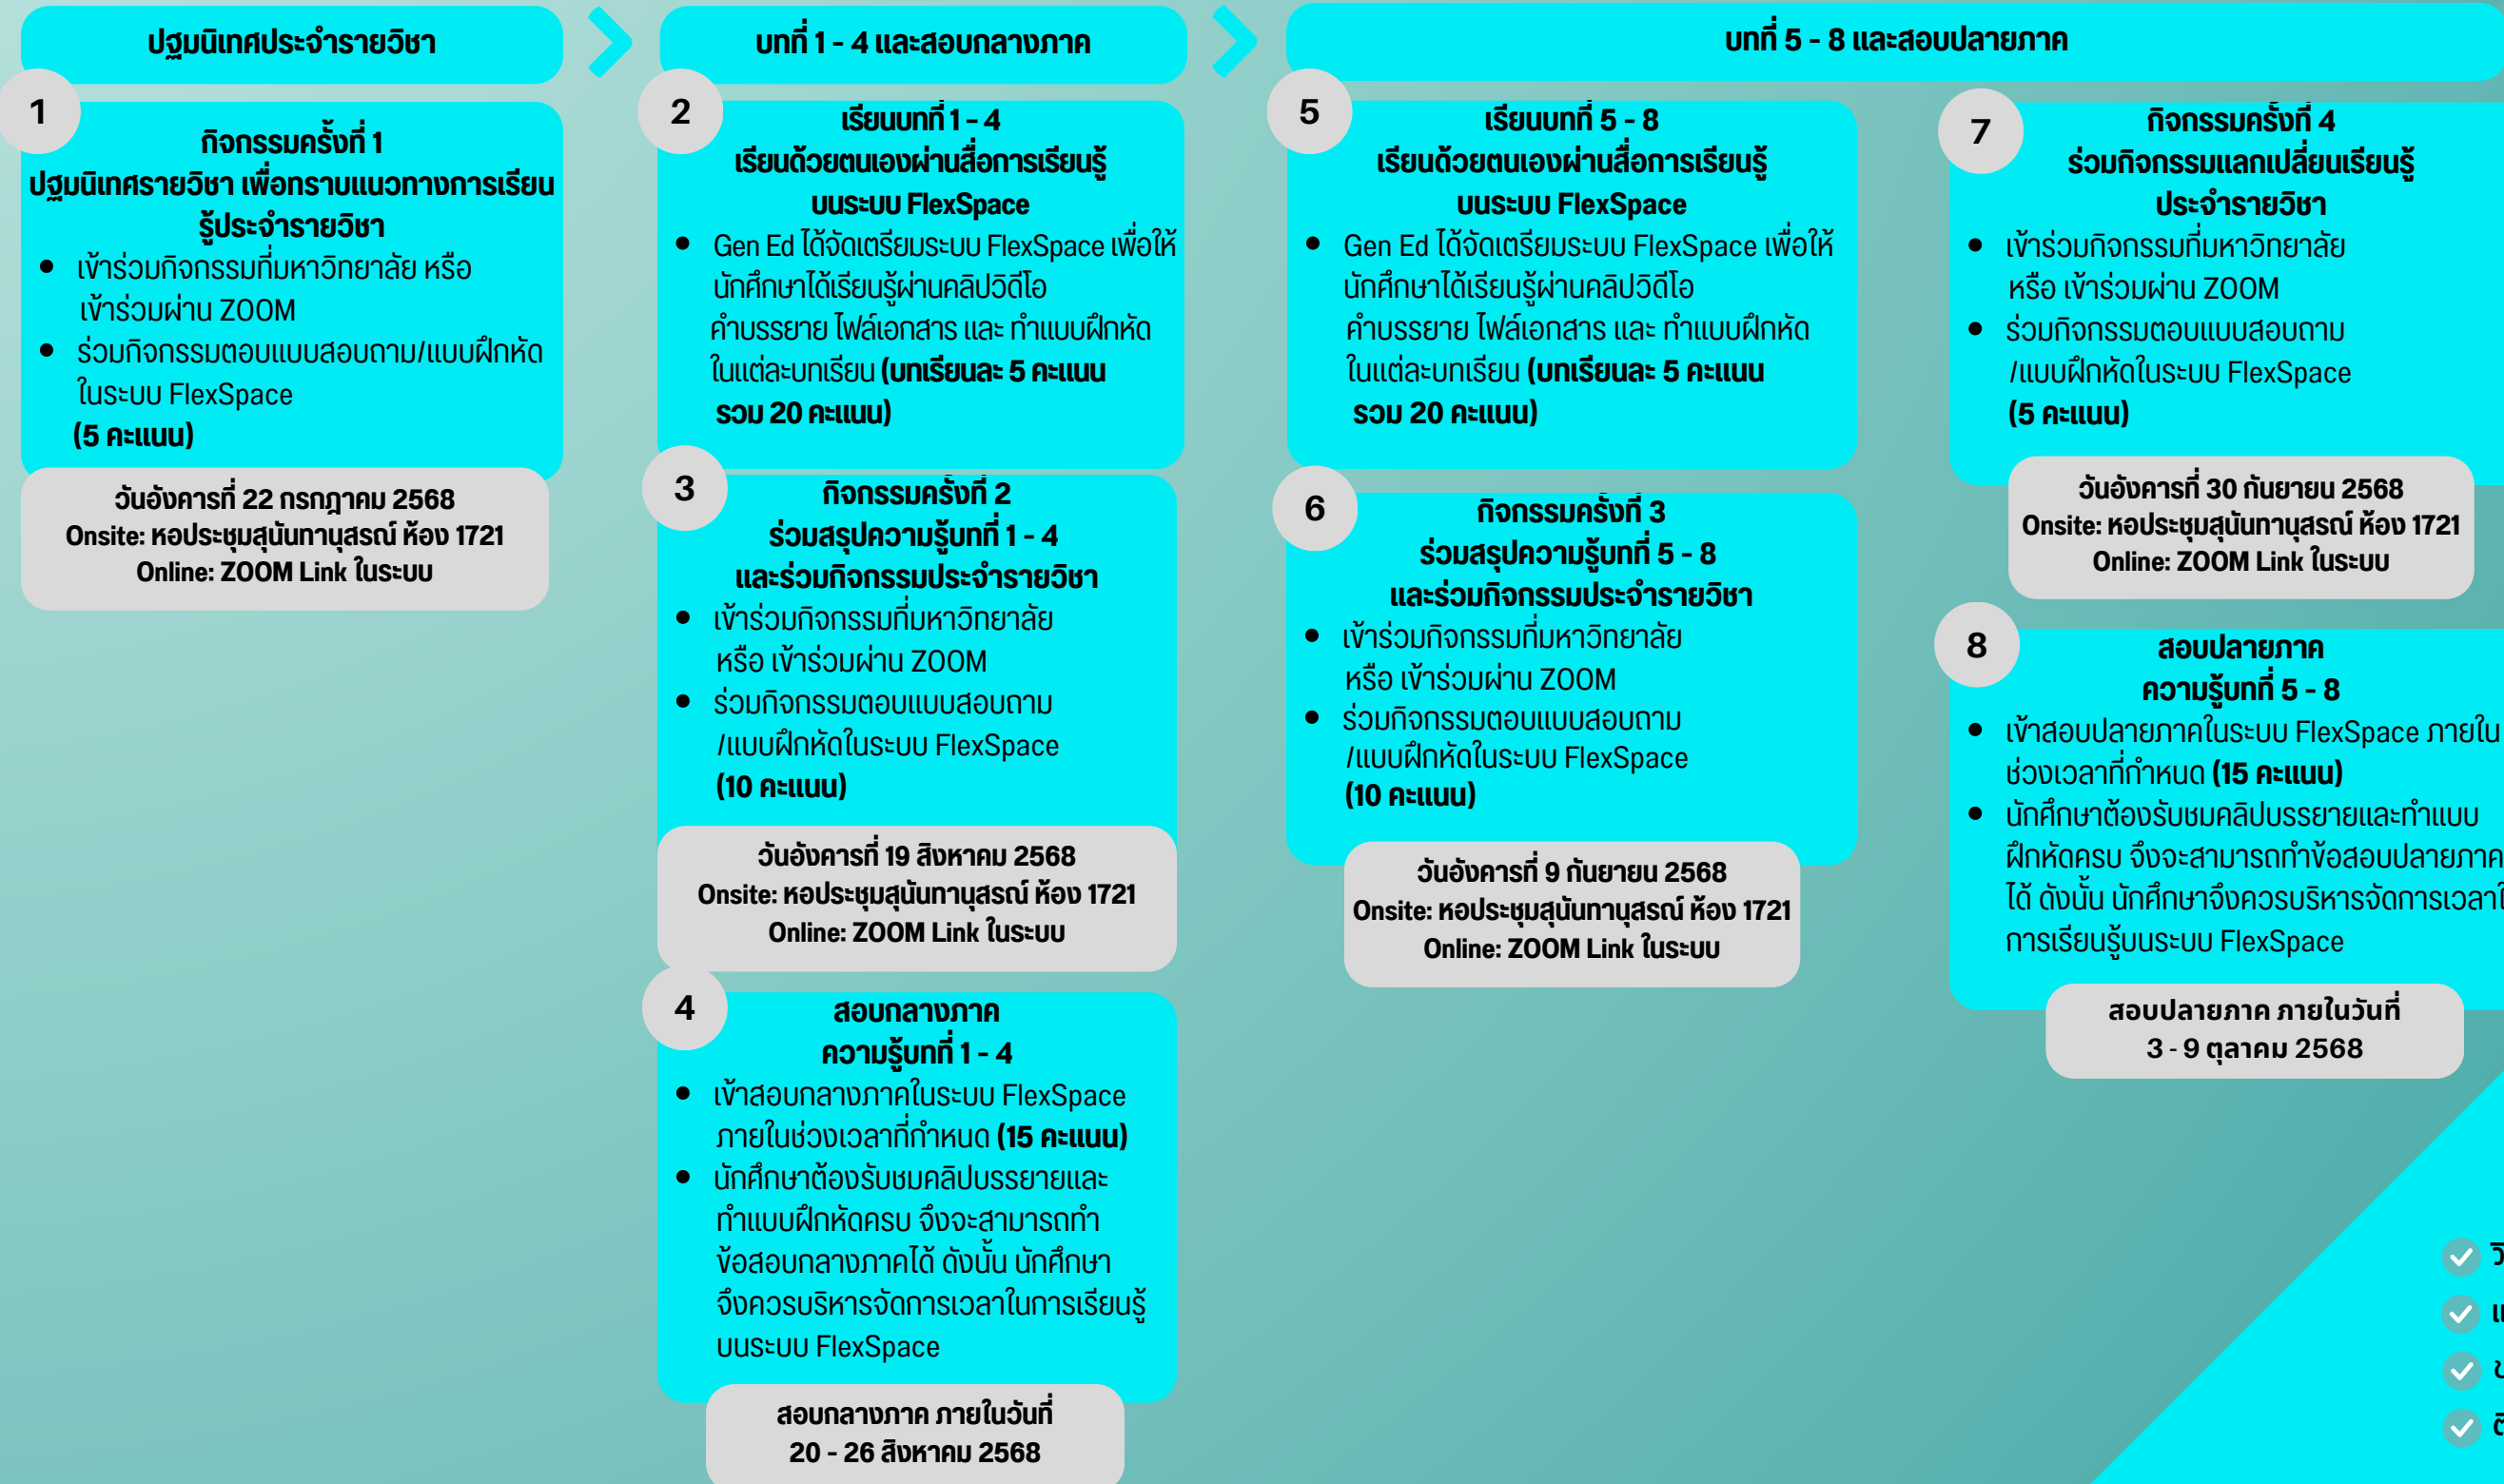 ปฐมนิเทศประจำรายวิชา
1
กิจกรรมครั้งที่ 1
ปฐมนิเทศรายวิชา เพื่อทราบแนวทางการเรียน
รู้ประจำรายวิชา
เข้าร่วมกิจกรรมที่มหาวิทยาลัย หรือ
เข้าร่วมผ่าน ZOOM
ร่วมกิจกรรมตอบแบบสอบถาม/แบบฝึกหัด
ในระบบ FlexSpace
(5 คะแนน)
วันอังคารที่ 22 กรกฎาคม 2568
Onsite: หอประชุมสุนันทานุสรณ์ ห้อง 1721
Online: ZOOM Link ในระบบ
บทที่ 1 - 4 และสอบกลางภาค
2
เรียนบทที่ 1 - 4
เรียนด้วยตนเองผ่านสื่อการเรียนรู้
บนระบบ FlexSpace
Gen Ed ได้จัดเตรียมระบบ FlexSpace เพื่อให้
นักศึกษาได้เรียนรู้ผ่านคลิปวิดีโอ
คำบรรยาย ไฟล์เอกสาร และ ทำแบบฝึกหัด
ในแต่ละบทเรียน (บทเรียนละ 5 คะแนน
รวม 20 คะแนน)
3
กิจกรรมครั้งที่ 2
ร่วมสรุปความรู้บทที่ 1 - 4
และร่วมกิจกรรมประจำรายวิชา
เข้าร่วมกิจกรรมที่มหาวิทยาลัย
หรือ เข้าร่วมผ่าน ZOOM
ร่วมกิจกรรมตอบแบบสอบถาม
/แบบฝึกหัดในระบบ FlexSpace
(10 คะแนน)
วันอังคารที่ 19 สิงหาคม 2568
Onsite: หอประชุมสุนันทานุสรณ์ ห้อง 1721
Online: ZOOM Link ในระบบ
4
สอบกลางภาค
ความรู้บทที่ 1 - 4
เข้าสอบกลางภาคในระบบ FlexSpace
ภายในช่วงเวลาที่กำหนด (15 คะแนน)
นักศึกษาต้องรับชมคลิปบรรยายและ
ทำแบบฝึกหัดครบ จึงจะสามารถทำ
ข้อสอบกลางภาคได้ ดังนั้น นักศึกษา
จึงควรบริหารจัดการเวลาในการเรียนรู้
บนระบบ FlexSpace
สอบกลางภาค ภายในวันที่
20 - 26 สิงหาคม 2568
บทที่ 5 - 8 และสอบปลายภาค
5
เรียนบทที่ 5 - 8
เรียนด้วยตนเองผ่านสื่อการเรียนรู้
บนระบบ FlexSpace
Gen Ed ได้จัดเตรียมระบบ FlexSpace เพื่อให้
นักศึกษาได้เรียนรู้ผ่านคลิปวิดีโอ
คำบรรยาย ไฟล์เอกสาร และ ทำแบบฝึกหัด
ในแต่ละบทเรียน (บทเรียนละ 5 คะแนน
รวม 20 คะแนน)
6
กิจกรรมครั้งที่ 3
ร่วมสรุปความรู้บทที่ 5 - 8
และร่วมกิจกรรมประจำรายวิชา
เข้าร่วมกิจกรรมที่มหาวิทยาลัย
หรือ เข้าร่วมผ่าน ZOOM
ร่วมกิจกรรมตอบแบบสอบถาม
/แบบฝึกหัดในระบบ FlexSpace
(10 คะแนน)
วันอังคารที่ 9 กันยายน 2568
Onsite: หอประชุมสุนันทานุสรณ์ ห้อง 1721
Online: ZOOM Link ในระบบ
7
กิจกรรมครั้งที่ 4
ร่วมกิจกรรมแลกเปลี่ยนเรียนรู้
ประจำรายวิชา
เข้าร่วมกิจกรรมที่มหาวิทยาลัย
หรือ เข้าร่วมผ่าน ZOOM
ร่วมกิจกรรมตอบแบบสอบถาม
/แบบฝึกหัดในระบบ FlexSpace
(5 คะแนน)
วันอังคารที่ 30 กันยายน 2568
Onsite: หอประชุมสุนันทานุสรณ์ ห้อง 1721
Online: ZOOM Link ในระบบ
8
สอบปลายภาค
ความรู้บทที่ 5 - 8
เข้าสอบปลายภาคในระบบ FlexSpace ภายใน
ช่วงเวลาที่กำหนด (15 คะแนน)
นักศึกษาต้องรับชมคลิปบรรยายและทำแบบ
ฝึกหัดครบ จึงจะสามารถทำข้อสอบปลายภาค
ได้ ดังนั้น นักศึกษาจึงควรบริหารจัดการเวลา
การเรียนรู้บนระบบ FlexSpace
สอบปลายภาค ภายในวันที่
3 - 9 ตุลาคม 2568